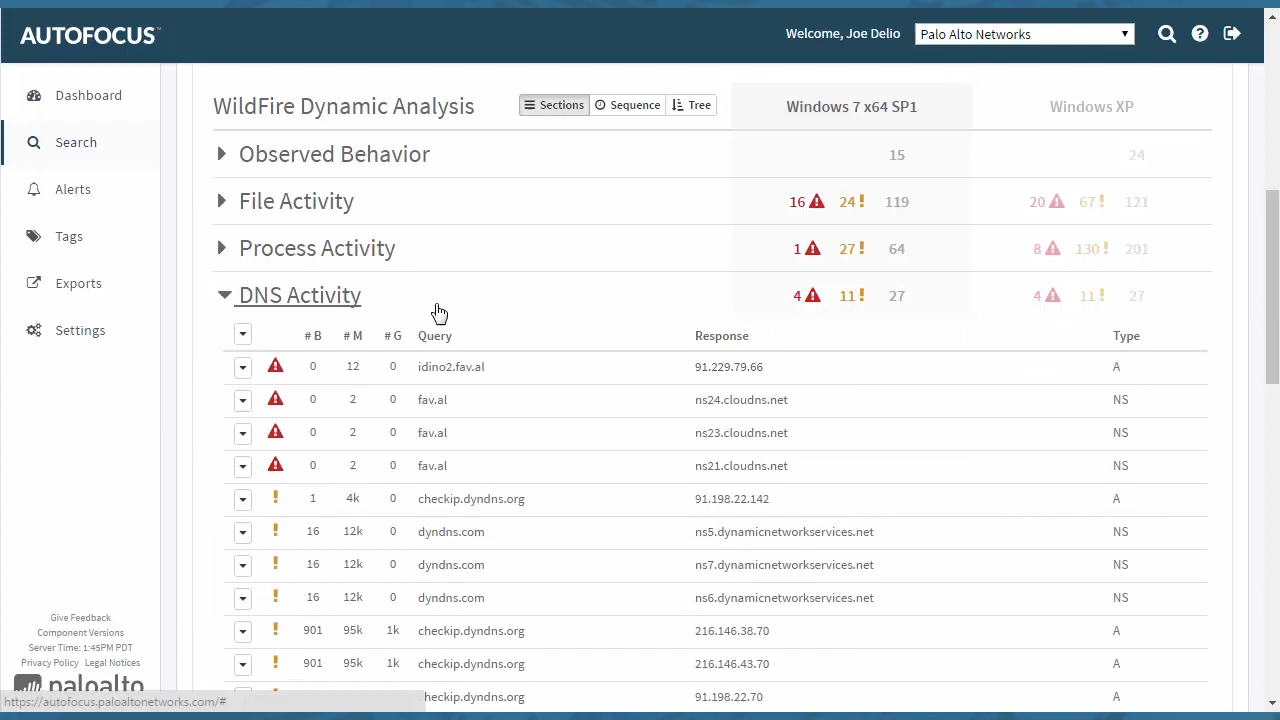 AUTOFOCUS™
Welcome, Joe Delio
Palo Alto Networks
Dashboard
Search
Alerts
Tags
Exports
Settings
Give Feedback
Component Versions
Server Time: 1:45PM PDT
Privacy Policy Legal Notices
paloalto
https://autofocus.paloaltonetworks.com/#
WildFire Dynamic Analysis
Sections Sequence Tree
Windows 7 x64 SP1 Windows XP
Observed Behavior 15 24
File Activity 16 24 ! 119 20 67 ! 121
Process Activity 1 27 ! 64 8 130 ! 201
DNS Activity 4 11 ! 27 4 11 ! 27
# B # M # G Query Response Type
0 12 0 idino2.fav.al 91.229.79.66 A
0 2 0 fav.al ns24.cloudns.net NS
0 2 0 fav.al ns23.cloudns.net NS
0 2 0 fav.al ns21.cloudns.net NS
! 1 4k 0 checkip.dyndns.org 91.198.22.142 A
! 16 12k 0 dyndns.com ns5.dynamicnetworkservices.net NS
! 16 12k 0 dyndns.com ns7.dynamicnetworkservices.net NS
! 16 12k 0 dyndns.com ns6.dynamicnetworkservices.net NS
! 901 95k 1k checkip.dyndns.org 216.146.38.70 A
! 901 95k 1k checkip.dyndns.org 216.146.43.70 A
checkip.dyndns.org 91.198.22.70 A